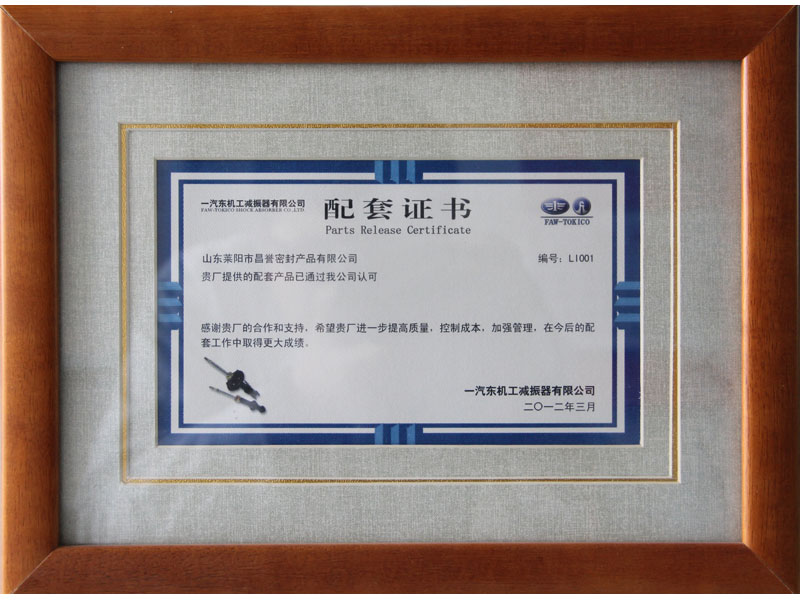 一汽东机工减振器有限公司
FAW-TOKICO SHOCK ABSORBER CO.,LTD.
配套证书
Parts Release Certificate
FAW-TOKICO
山东莱阳市昌誉密封产品有限公司
编号：LI001
贵厂提供的配套产品已通过我公司认可
感谢贵厂的合作和支持，希望贵厂进一步提高质量，控制成本，加强管理，在今后的配
套工作中取得更大成绩。
一汽东机工减振器有限公司
二〇一二年三月